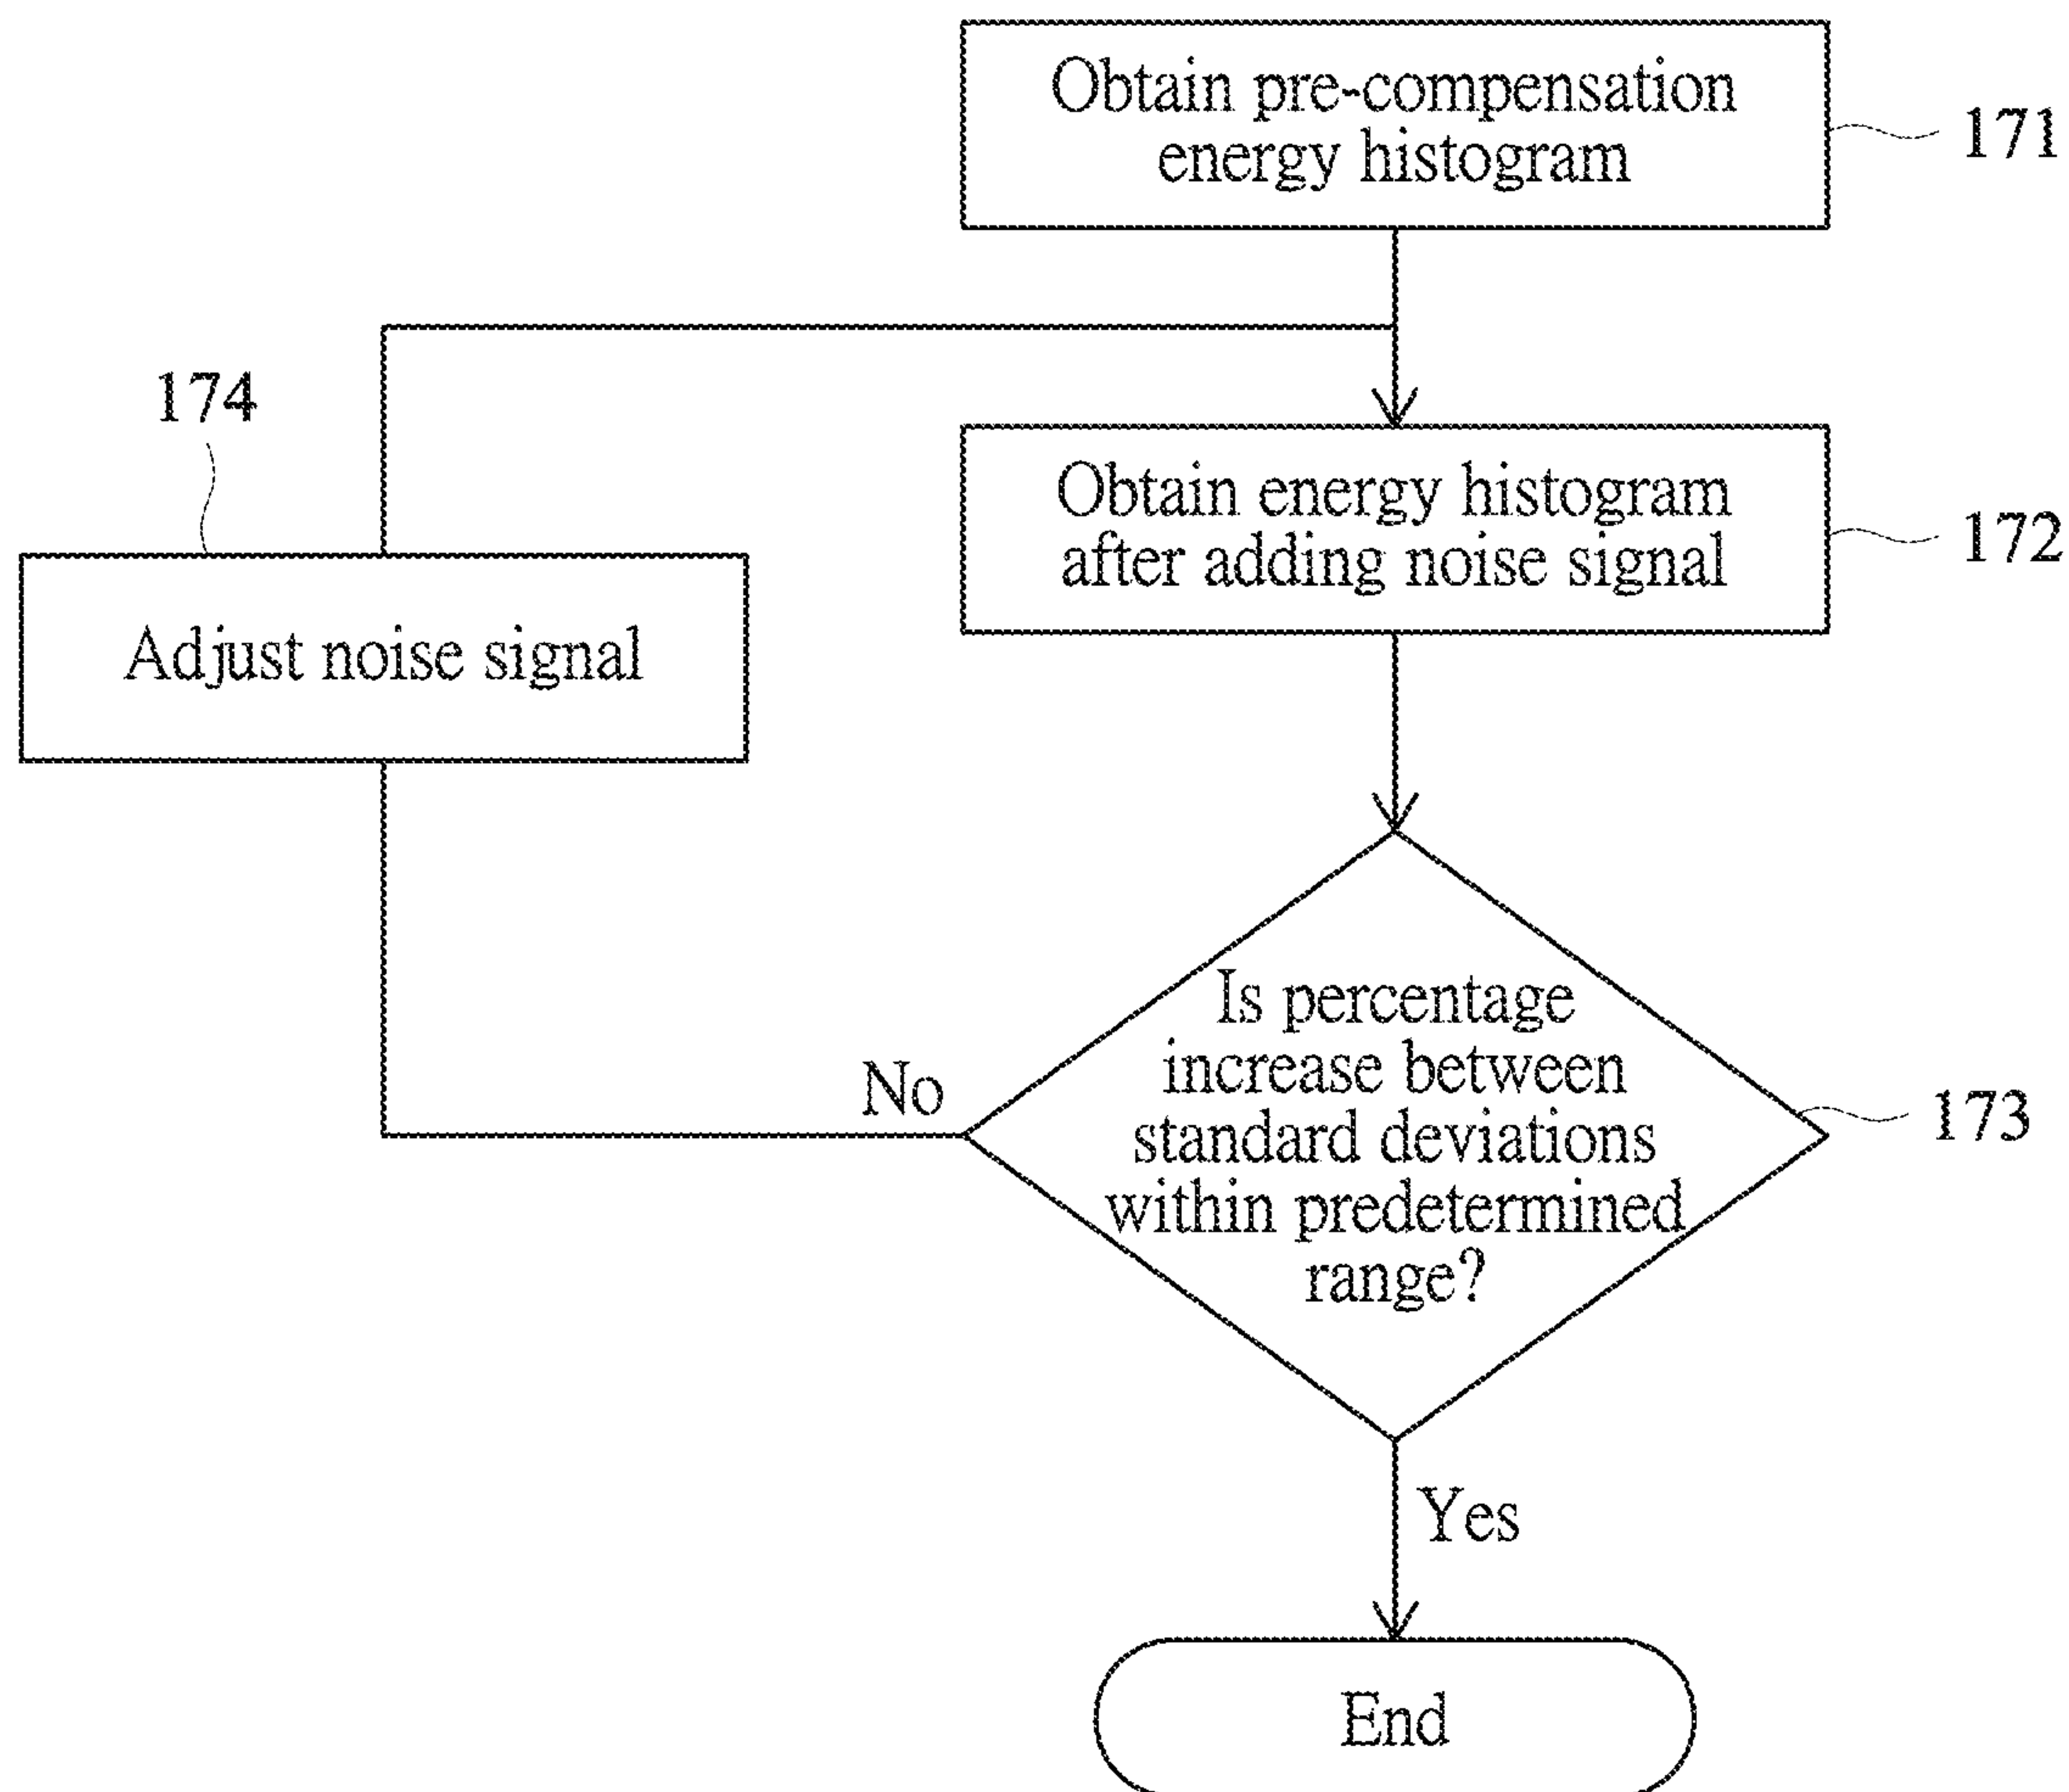 Obtain pre-compensation
energy histogram
171
174
Obtain energy histogram
after adding noise signal
172
Adjust noise signal
Is percentage
increase between
standard deviations
within predetermined
range?
No
173
Yes
End